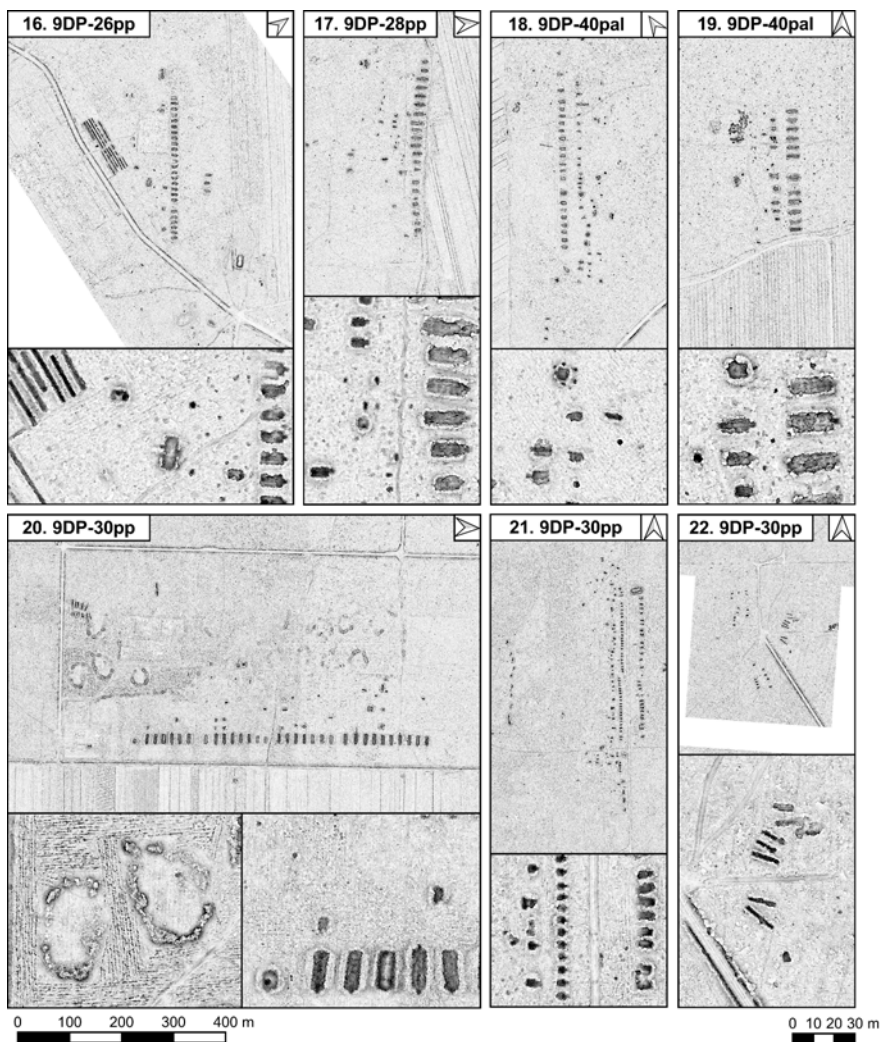 16. 9DP-26pp
17. 9DP-28pp
18. 9DP-40pal
19. 9DP-40pal
20. 9DP-30pp
21. 9DP-30pp
22. 9DP-30pp
0 100 200 300 400 m
0 10 20 30 m